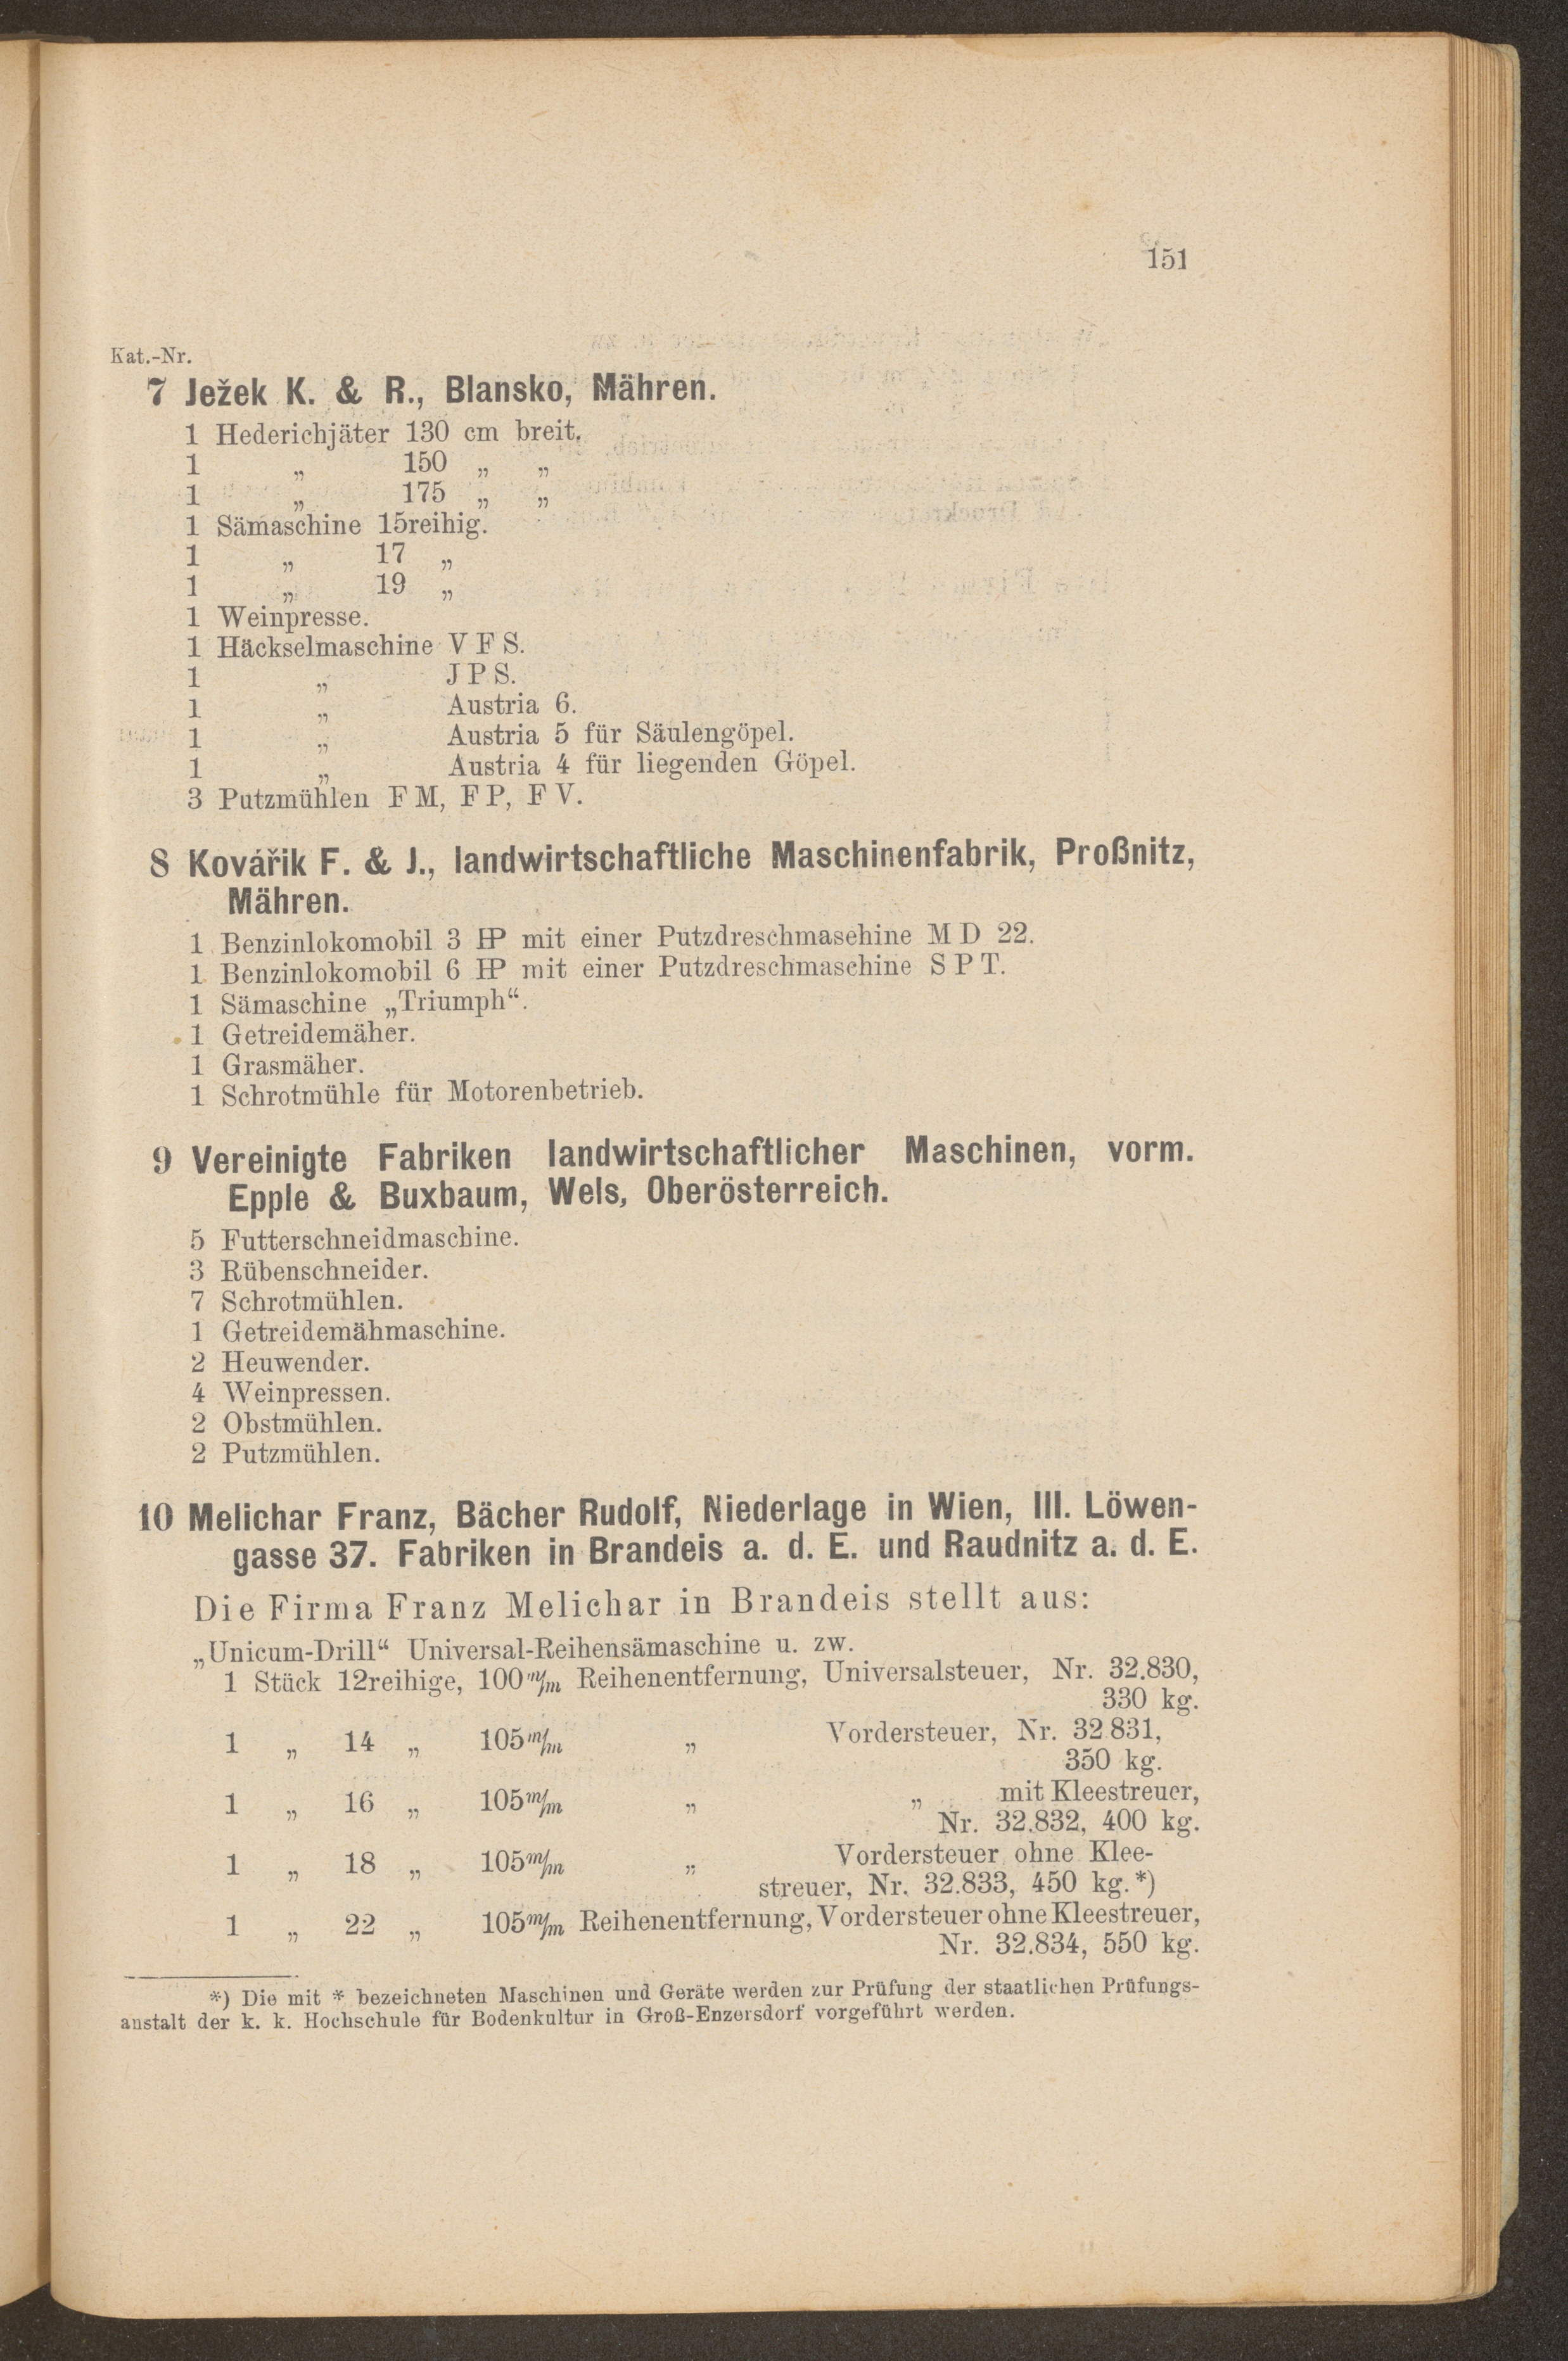 151
Kat.-Nr.
7 Ježek K. & R., Blansko, Mähren.
1 Hederichjäter 130 cm breit.
1 „ 150 „ „
1 „ 175 „ „
1 Sämaschine 15reihig.
1 „ 17 „
1 „ 19 „
1 Weinpresse.
1 Häckselmaschine V F S.
1 „ J P S.
1 „ Austria 6.
1 „ Austria 5 für Säulengöpel.
1 „ Austria 4 für liegenden Göpel.
3 Putzmühlen F M, F P, F V.
8 Kovářik F. & J., landwirtschaftliche Maschinenfabrik, Proßnitz,
Mähren.
1 Benzinlokomobil 3 HP mit einer Putzdreschmasehine M D 22.
1 Benzinlokomobil 6 HP mit einer Putzdreschmaschine S P T.
1 Sämaschine „Triumph“.
1 Getreidemäher.
1 Grasmäher.
1 Schrotmühle für Motorenbetrieb.
9 Vereinigte Fabriken landwirtschaftlicher Maschinen, vorm.
Epple & Buxbaum, Wels, Oberösterreich.
5 Futterschneidmaschine.
3 Rübenschneider.
7 Schrotmühlen.
1 Getreidemähmaschine.
2 Heuwender.
4 Weinpressen.
2 Obstmühlen.
2 Putzmühlen.
10 Melichar Franz, Bächer Rudolf, Niederlage in Wien, III. Löwen-
gasse 37. Fabriken in Brandeis a. d. E. und Raudnitz a. d. E.
Die Firma Franz Melichar in Brandeis stellt aus:
„Unicum-Drill“ Universal-Reihensämaschine u. zw.
1 Stück 12reihige, 100 m/m Reihenentfernung, Universalsteuer, Nr. 32.830,
330 kg.
1 „ 14 „ 105 m/m „ Vordersteuer, Nr. 32.831,
350 kg.
1 „ 16 „ 105 m/m „ „ mit Kleestreuer,
Nr. 32.832, 400 kg.
1 „ 18 „ 105 m/m „ Vordersteuer ohne Klee-
streuer, Nr. 32.833, 450 kg.*)
1 „ 22 „ 105 m/m Reihenentfernung, Vordersteuer ohne Kleestreuer,
Nr. 32.834, 550 kg.
*) Die mit * bezeichneten Maschinen und Geräte werden zur Prüfung der staatlichen Prüfungs-
anstalt der k. k. Hochschule für Bodenkultur in Groß-Enzersdorf vorgeführt werden.